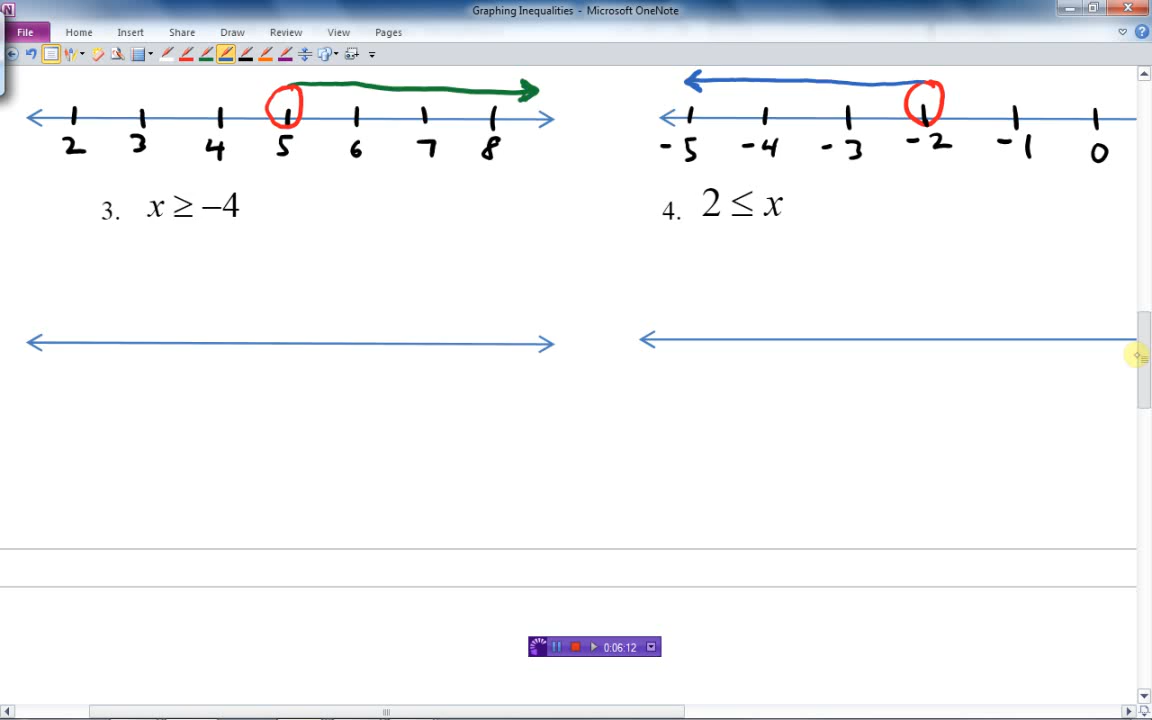 Graphing Inequalities - Microsoft OneNote
File Home Insert Share Draw Review View Pages
2 3 4 5 6 7 8
-5 -4 -3 -2 -1 0
3. x ≥ −4
4. 2 ≤ x
0:06:12